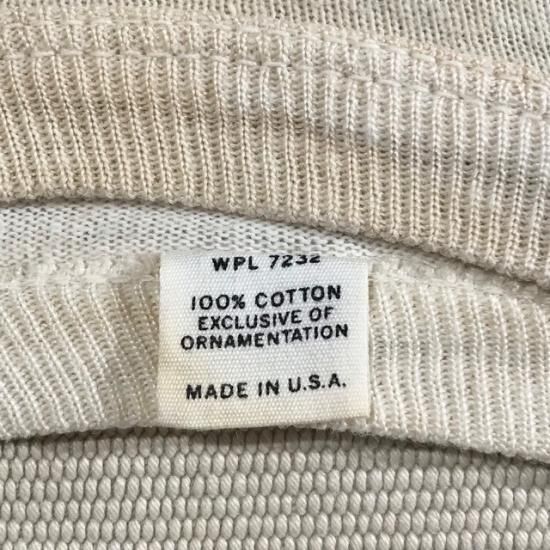 WPL 7232
100% COTTON
EXCLUSIVE OF
ORNAMENTATION
MADE IN U.S.A.